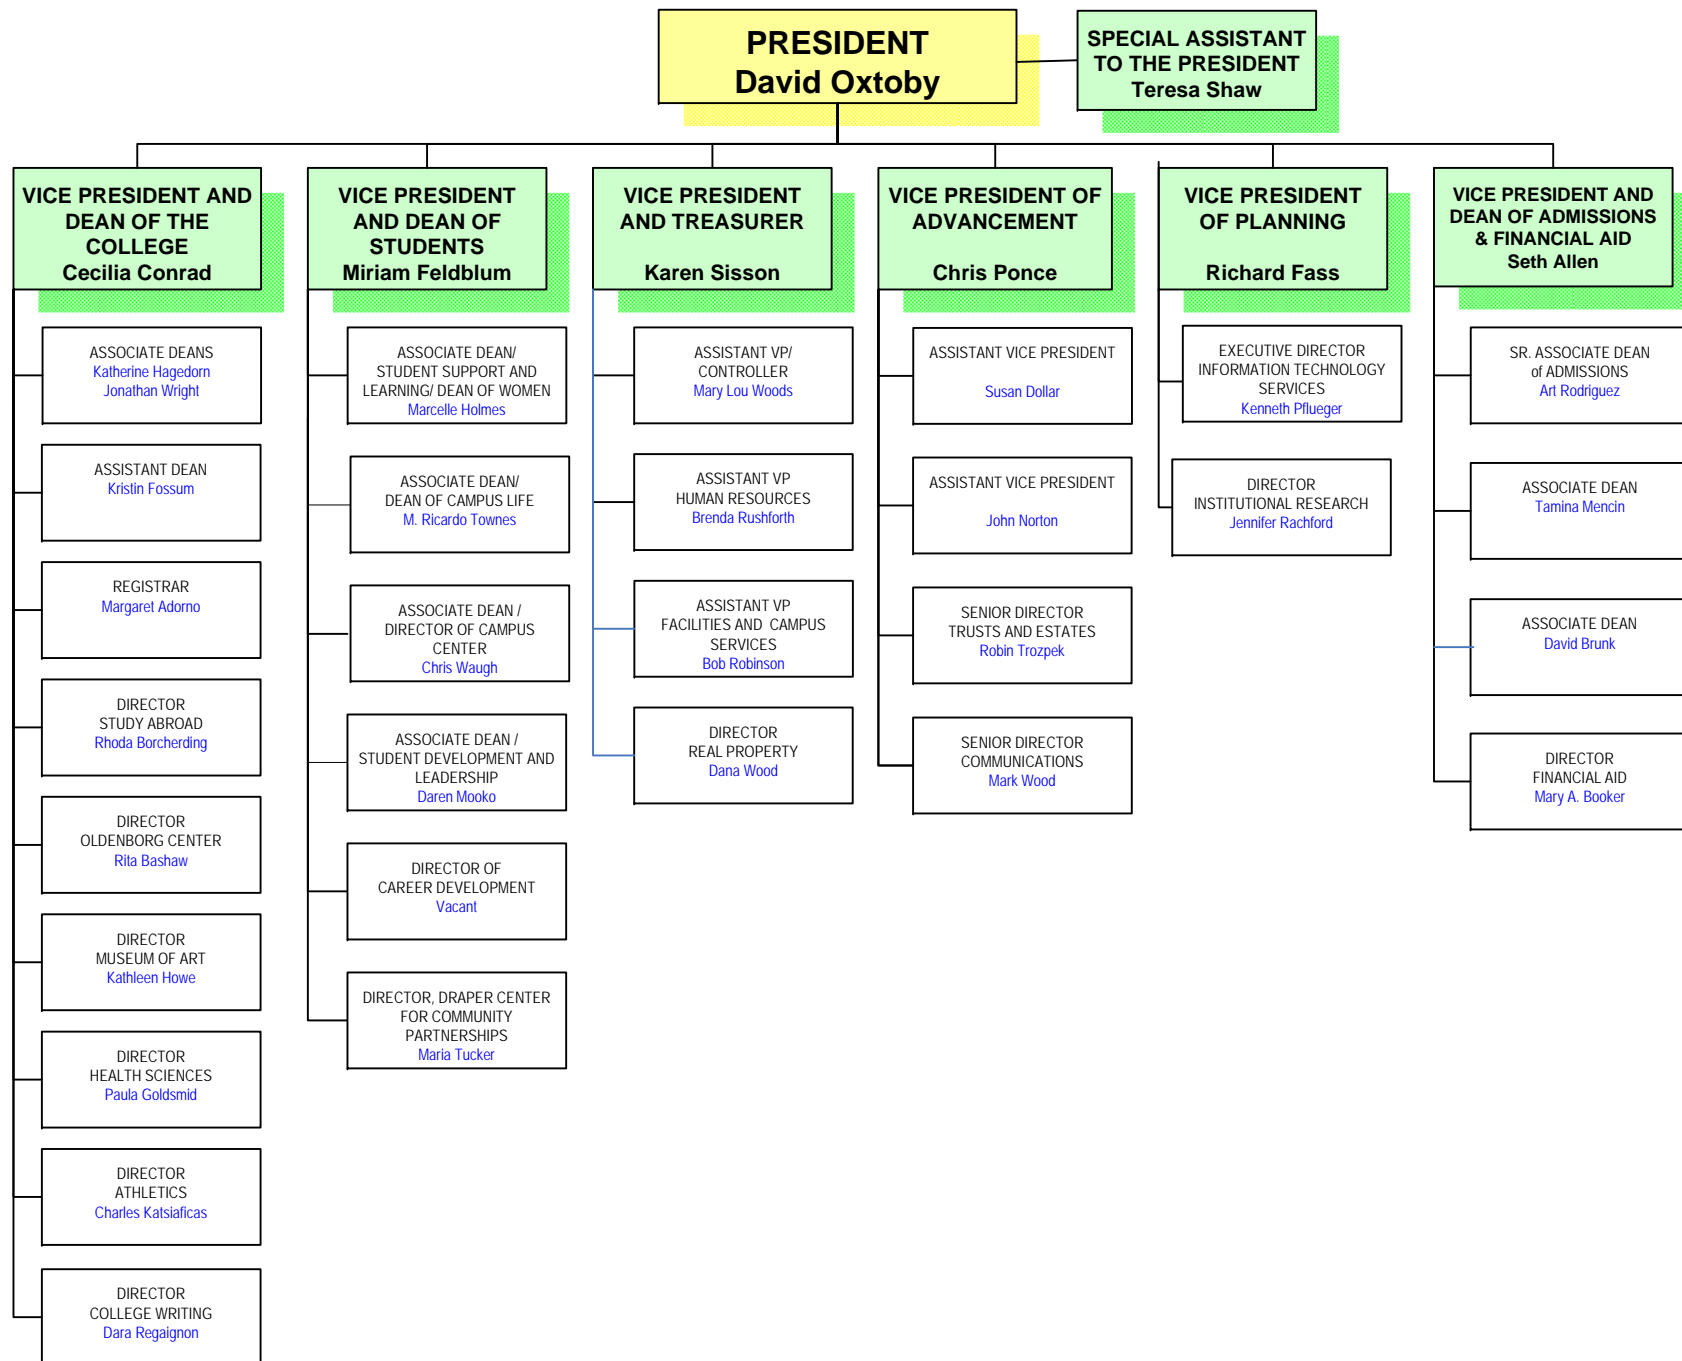 PRESIDENT
David Oxtoby
SPECIAL ASSISTANT
TO THE PRESIDENT
Teresa Shaw
VICE PRESIDENT AND
DEAN OF THE
COLLEGE
Cecilia Conrad
ASSOCIATE DEANS
Katherine Hagedorn
Jonathan Wright
ASSISTANT DEAN
Kristin Fossum
REGISTRAR
Margaret Adorno
DIRECTOR
STUDY ABROAD
Rhoda Borcherding
DIRECTOR
OLDENBORG CENTER
Rita Bashaw
DIRECTOR
MUSEUM OF ART
Kathleen Howe
DIRECTOR
HEALTH SCIENCES
Paula Goldsmid
DIRECTOR
ATHLETICS
Charles Katsiaficas
DIRECTOR
COLLEGE WRITING
Dara Regaignon
VICE PRESIDENT
AND DEAN OF
STUDENTS
Miriam Feldblum
ASSOCIATE DEAN/
STUDENT SUPPORT AND
LEARNING/ DEAN OF WOMEN
Marcelle Holmes
ASSOCIATE DEAN/
DEAN OF CAMPUS LIFE
M. Ricardo Townes
ASSOCIATE DEAN /
DIRECTOR OF CAMPUS
CENTER
Chris Waugh
ASSOCIATE DEAN /
STUDENT DEVELOPMENT AND
LEADERSHIP
Daren Mooko
DIRECTOR OF
CAREER DEVELOPMENT
Vacant
DIRECTOR, DRAPER CENTER
FOR COMMUNITY
PARTNERSHIPS
Maria Tucker
VICE PRESIDENT
AND TREASURER
Karen Sisson
ASSISTANT VP/
CONTROLLER
Mary Lou Woods
ASSISTANT VP
HUMAN RESOURCES
Brenda Rushforth
ASSISTANT VP
FACILITIES AND CAMPUS
SERVICES
Bob Robinson
DIRECTOR
REAL PROPERTY
Dana Wood
VICE PRESIDENT OF
ADVANCEMENT
Chris Ponce
ASSISTANT VICE PRESIDENT
Susan Dollar
ASSISTANT VICE PRESIDENT
John Norton
SENIOR DIRECTOR
TRUSTS AND ESTATES
Robin Trozpek
SENIOR DIRECTOR
COMMUNICATIONS
Mark Wood
VICE PRESIDENT
OF PLANNING
Richard Fass
EXECUTIVE DIRECTOR
INFORMATION TECHNOLOGY
SERVICES
Kenneth Pflueger
DIRECTOR
INSTITUTIONAL RESEARCH
Jennifer Rachford
VICE PRESIDENT AND
DEAN OF ADMISSIONS
& FINANCIAL AID
Seth Allen
SR. ASSOCIATE DEAN
of ADMISSIONS
Art Rodriguez
ASSOCIATE DEAN
Tamina Mencin
ASSOCIATE DEAN
David Brunk
DIRECTOR
FINANCIAL AID
Mary A. Booker